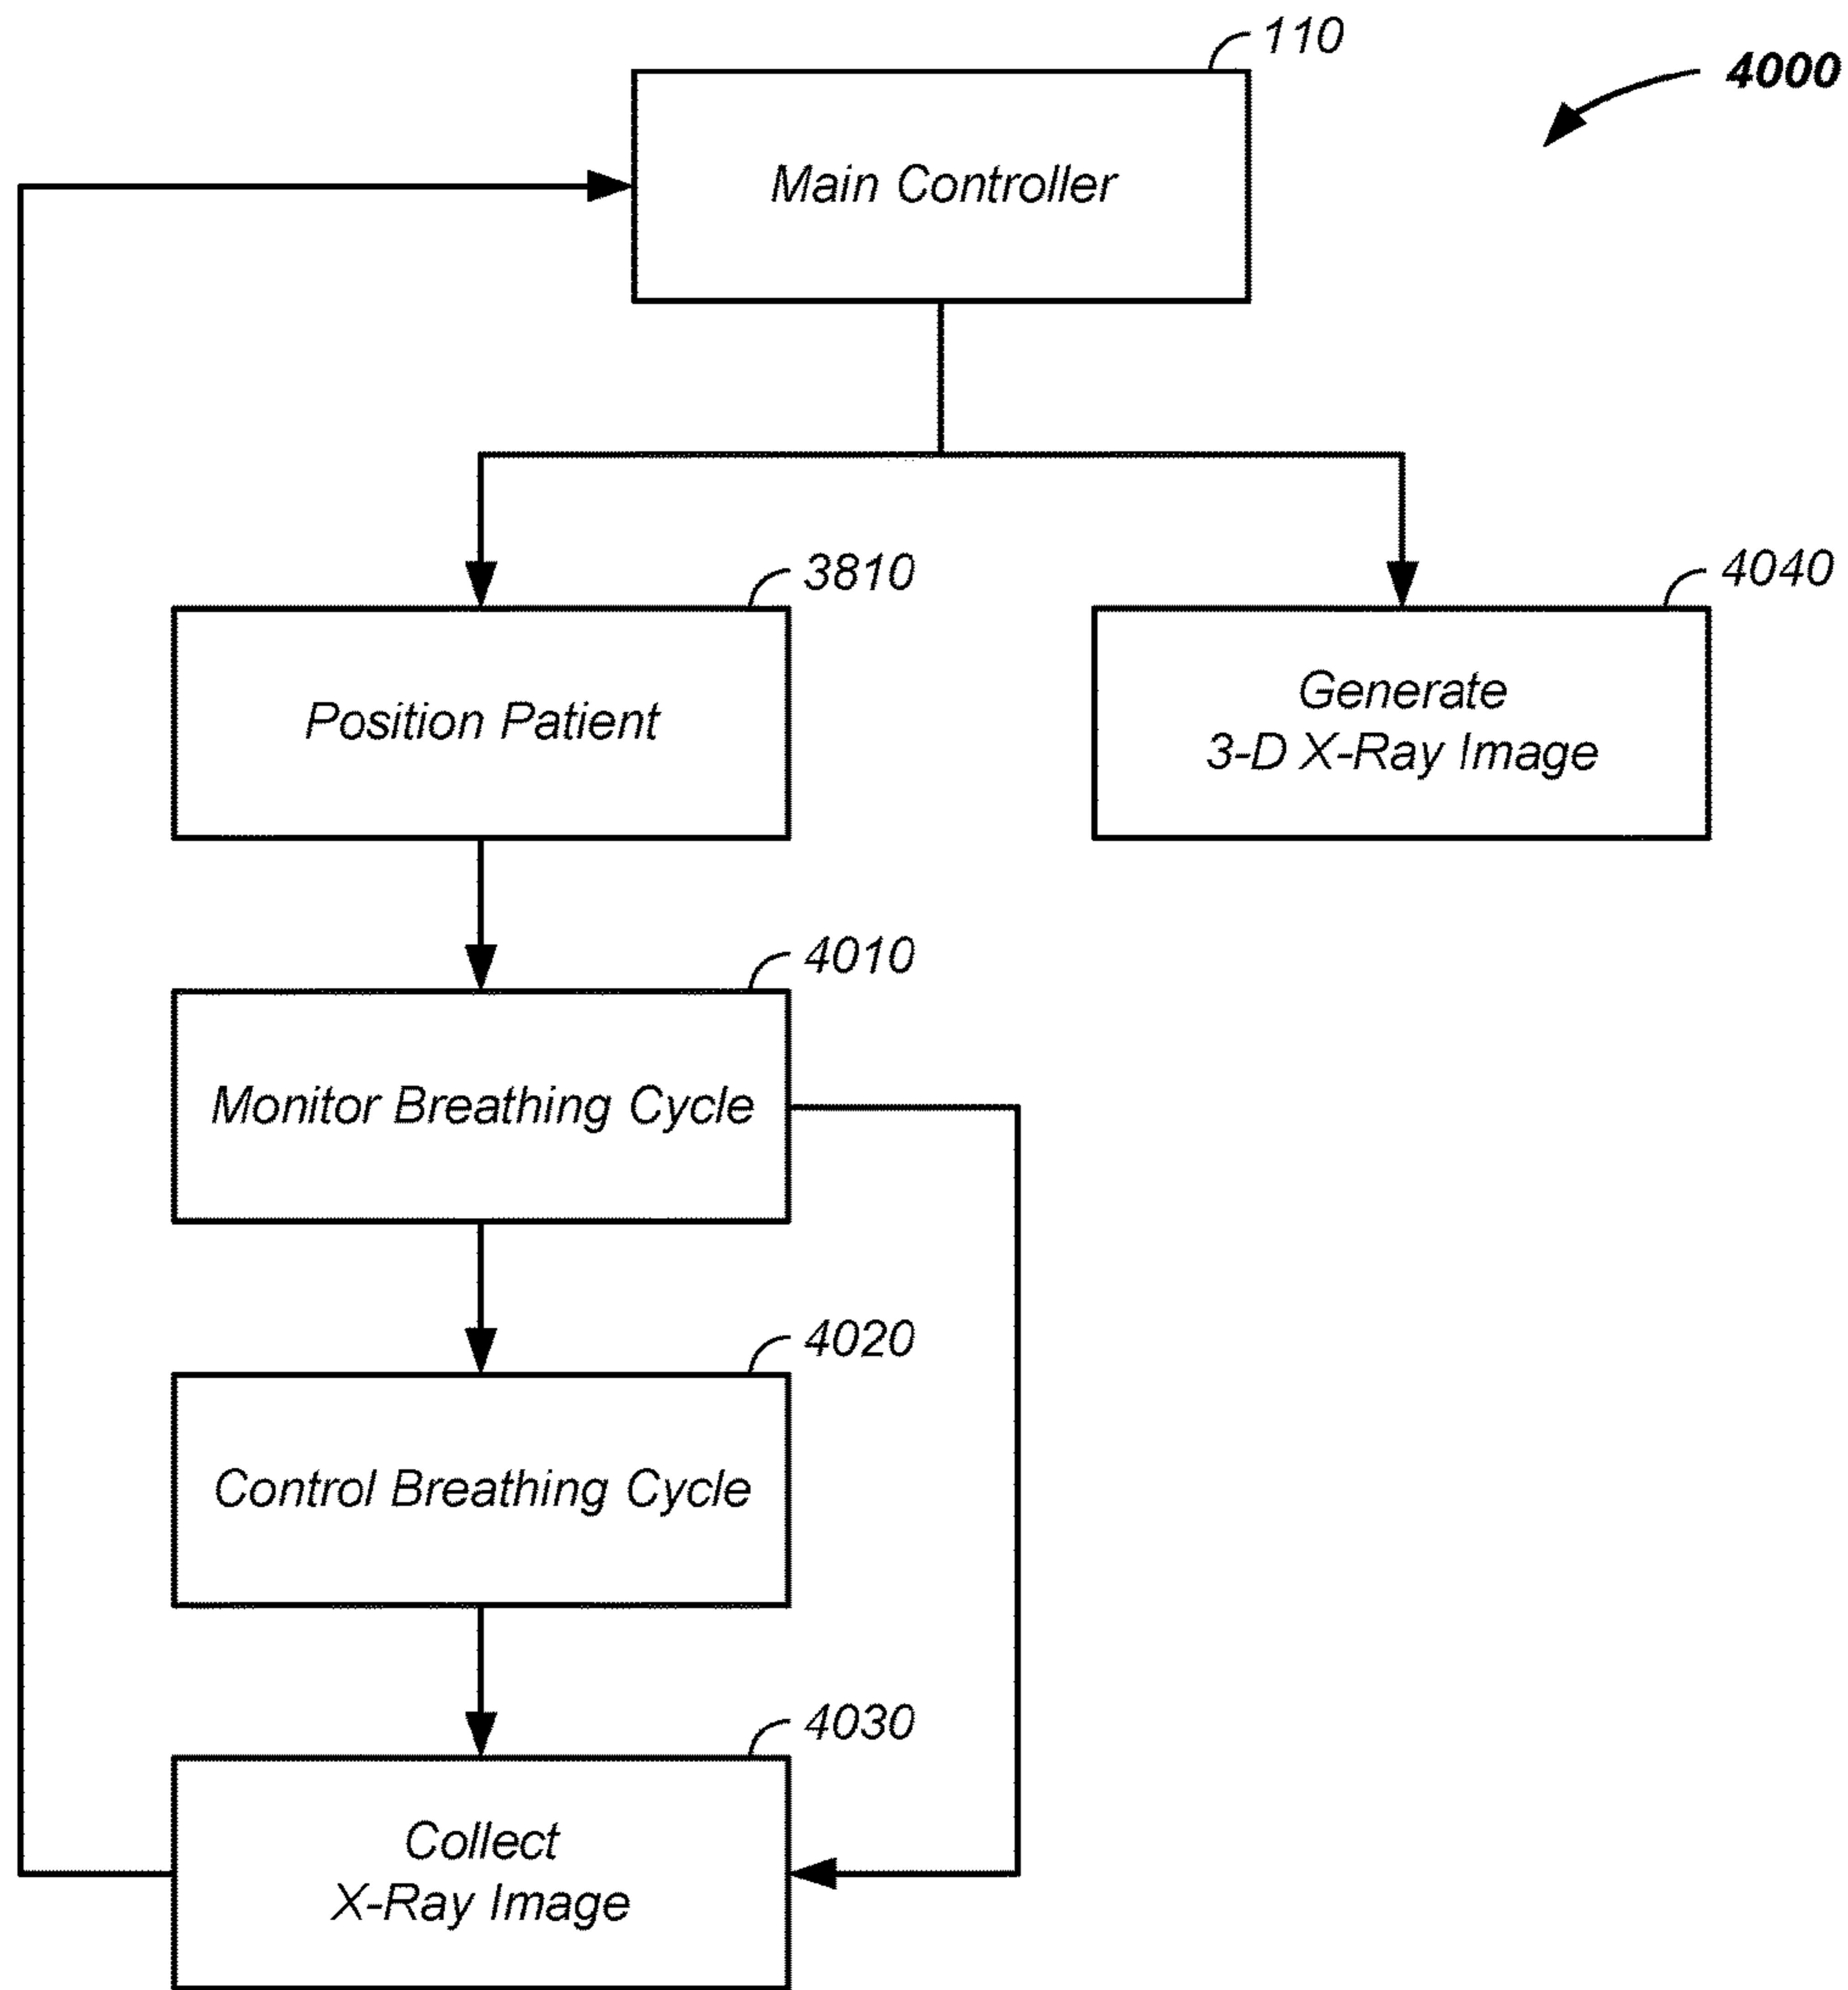 110
4000
Main Controller
3810
4040
Position Patient
Generate
3-D X-Ray Image
4010
Monitor Breathing Cycle
4020
Control Breathing Cycle
4030
Collect
X-Ray Image